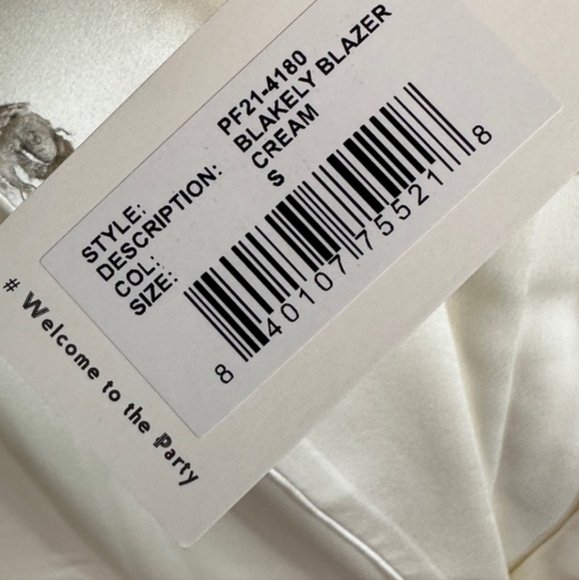 STYLE: PF21-4180
DESCRIPTION: BLAKELY BLAZER
COL: CREAM
SIZE: S
8 40107 75521 8
# Welcome to the Party